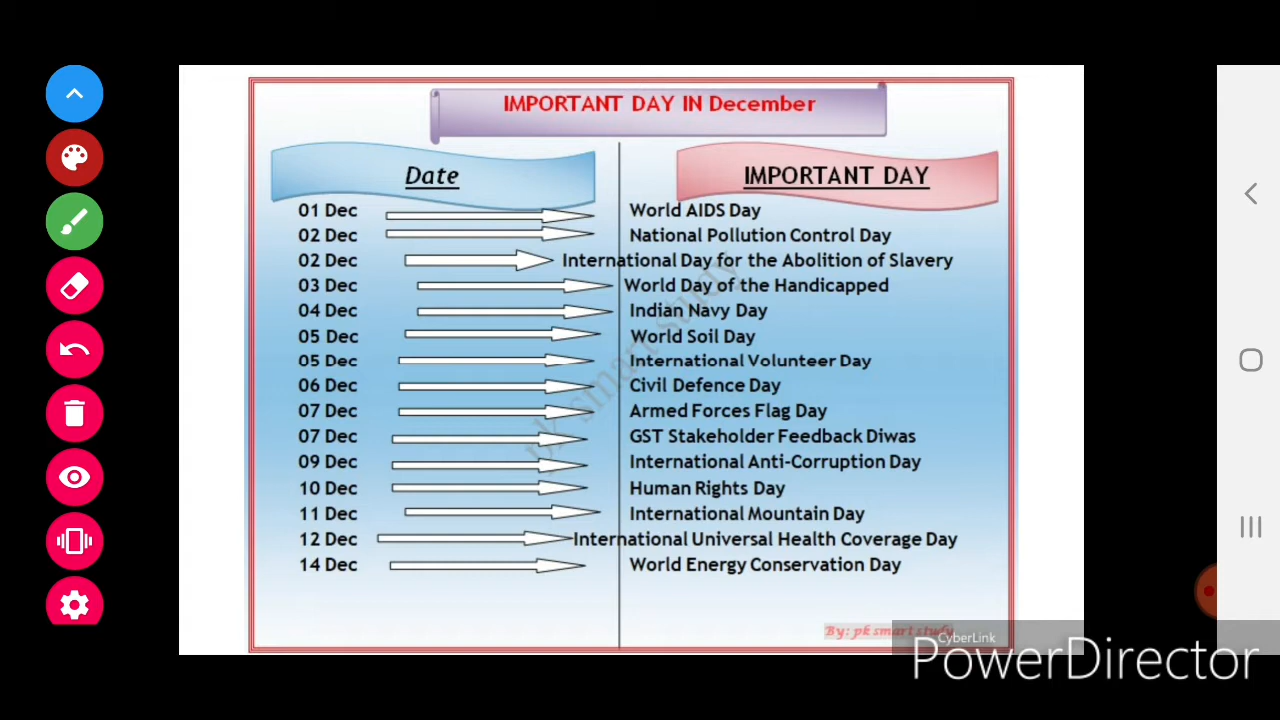 IMPORTANT DAY IN December
Date IMPORTANT DAY
01 Dec World AIDS Day
02 Dec National Pollution Control Day
02 Dec International Day for the Abolition of Slavery
03 Dec World Day of the Handicapped
04 Dec Indian Navy Day
05 Dec World Soil Day
05 Dec International Volunteer Day
06 Dec Civil Defence Day
07 Dec Armed Forces Flag Day
07 Dec GST Stakeholder Feedback Diwas
09 Dec International Anti-Corruption Day
10 Dec Human Rights Day
11 Dec International Mountain Day
12 Dec International Universal Health Coverage Day
14 Dec World Energy Conservation Day
pk smart study
By: pk smart study
CyberLink
PowerDirector